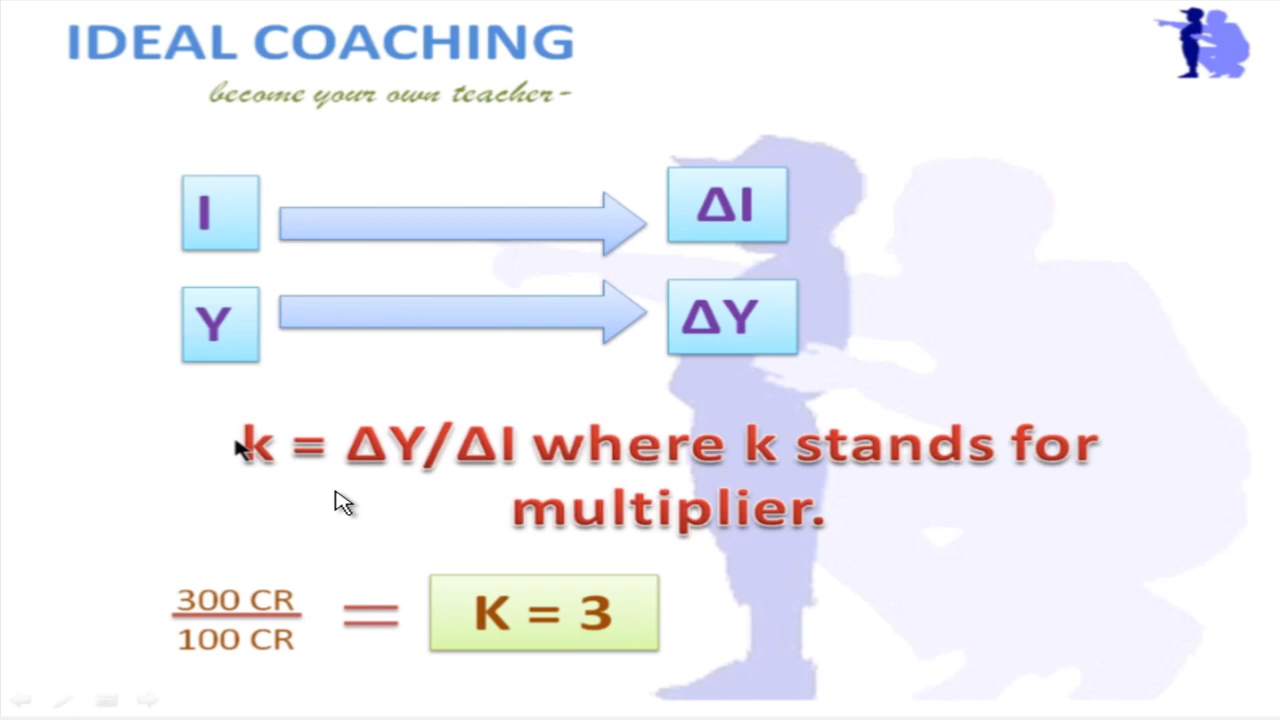 IDEAL COACHING
become your own teacher-
I
ΔI
Y
ΔY
k = ΔY/ΔI where k stands for
multiplier.
300 CR
100 CR
=
K = 3